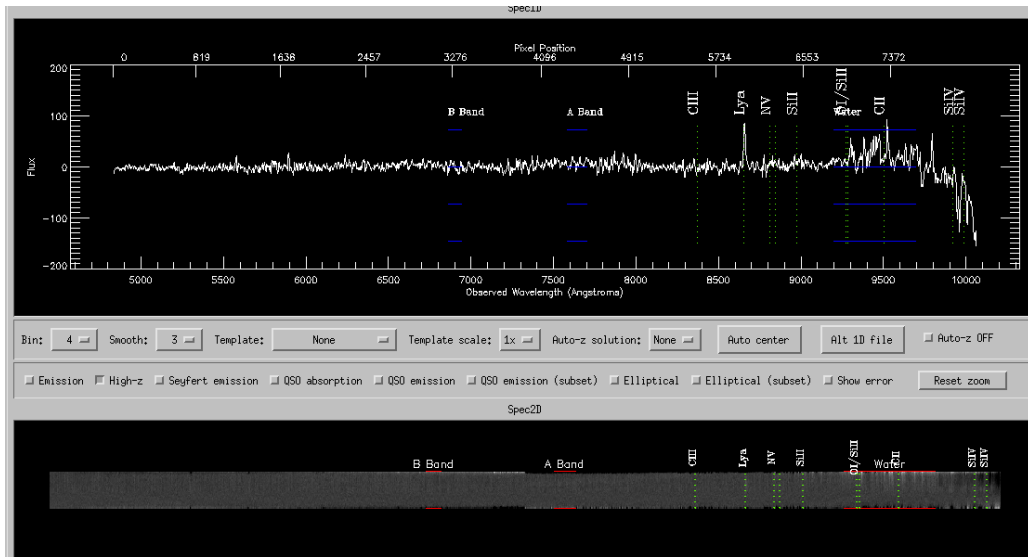 Spec1D
Pixel Position
0 819 1638 2457 3276 4096 4915 5734 6553 7372
200
100
0
-100
-200
Flux
B Band A Band CIII Lya NV SiII OI/SiII Water CII SiIV SiIV
5000 5500 6000 6500 7000 7500 8000 8500 9000 9500 10000
Observed Wavelength (Angstroms)
Bin: 4 Smooth: 3 Template: None Template scale: 1x Auto-z solution: None Auto center Alt 1D file Auto-z OFF
Emission High-z Seyfert emission QSO absorption QSO emission QSO emission (subset) Elliptical Elliptical (subset) Show error Reset zoom
Spec2D
B Band A Band CIII Lya NV SiII OI/SiII Water CII SiIV SiIV